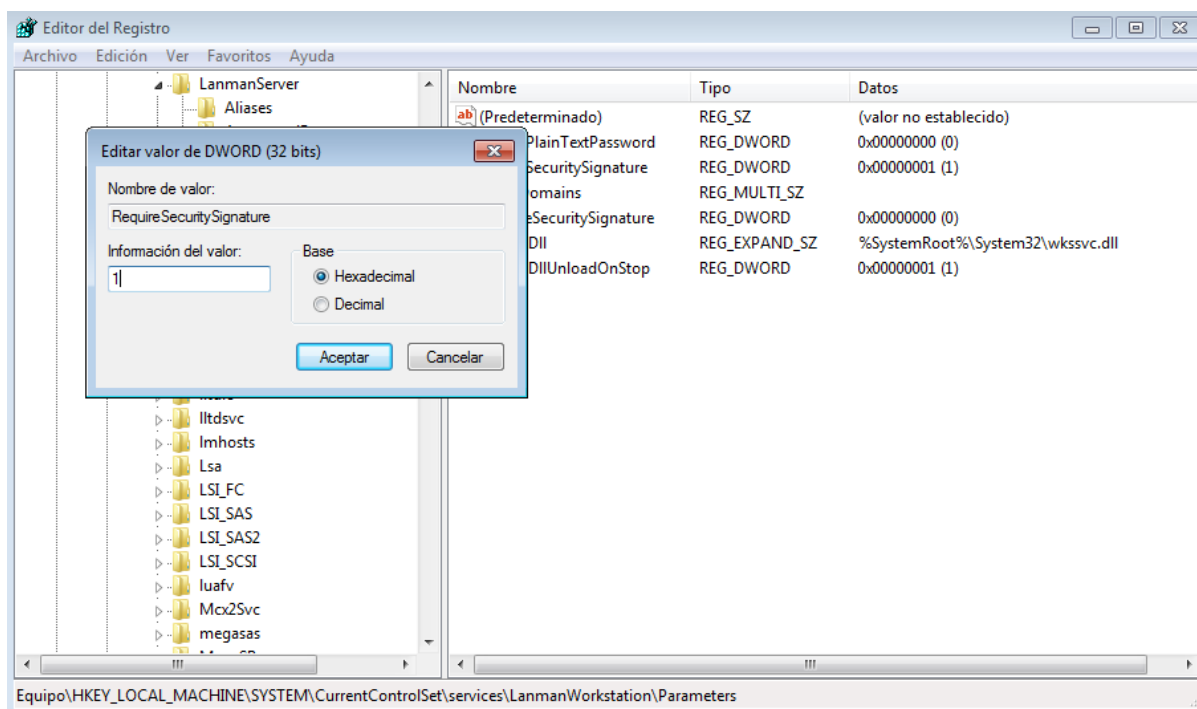 Editor del Registro
Archivo Edición Ver Favoritos Ayuda
LanmanServer
Aliases
Nombre Tipo Datos
ab (Predeterminado) REG_SZ (valor no establecido)
PlainTextPassword REG_DWORD 0x00000000 (0)
SecuritySignature REG_DWORD 0x00000001 (1)
omains REG_MULTI_SZ
eSecuritySignature REG_DWORD 0x00000000 (0)
Dll REG_EXPAND_SZ %SystemRoot%\System32\wkssvc.dll
DllUnloadOnStop REG_DWORD 0x00000001 (1)
Editar valor de DWORD (32 bits)
Nombre de valor:
RequireSecuritySignature
Información del valor:
1
Base
Hexadecimal
Decimal
Aceptar Cancelar
lltdsvc
lmhosts
Lsa
LSI_FC
LSI_SAS
LSI_SAS2
LSI_SCSI
luafv
Mcx2Svc
megasas
Equipo\HKEY_LOCAL_MACHINE\SYSTEM\CurrentControlSet\services\LanmanWorkstation\Parameters